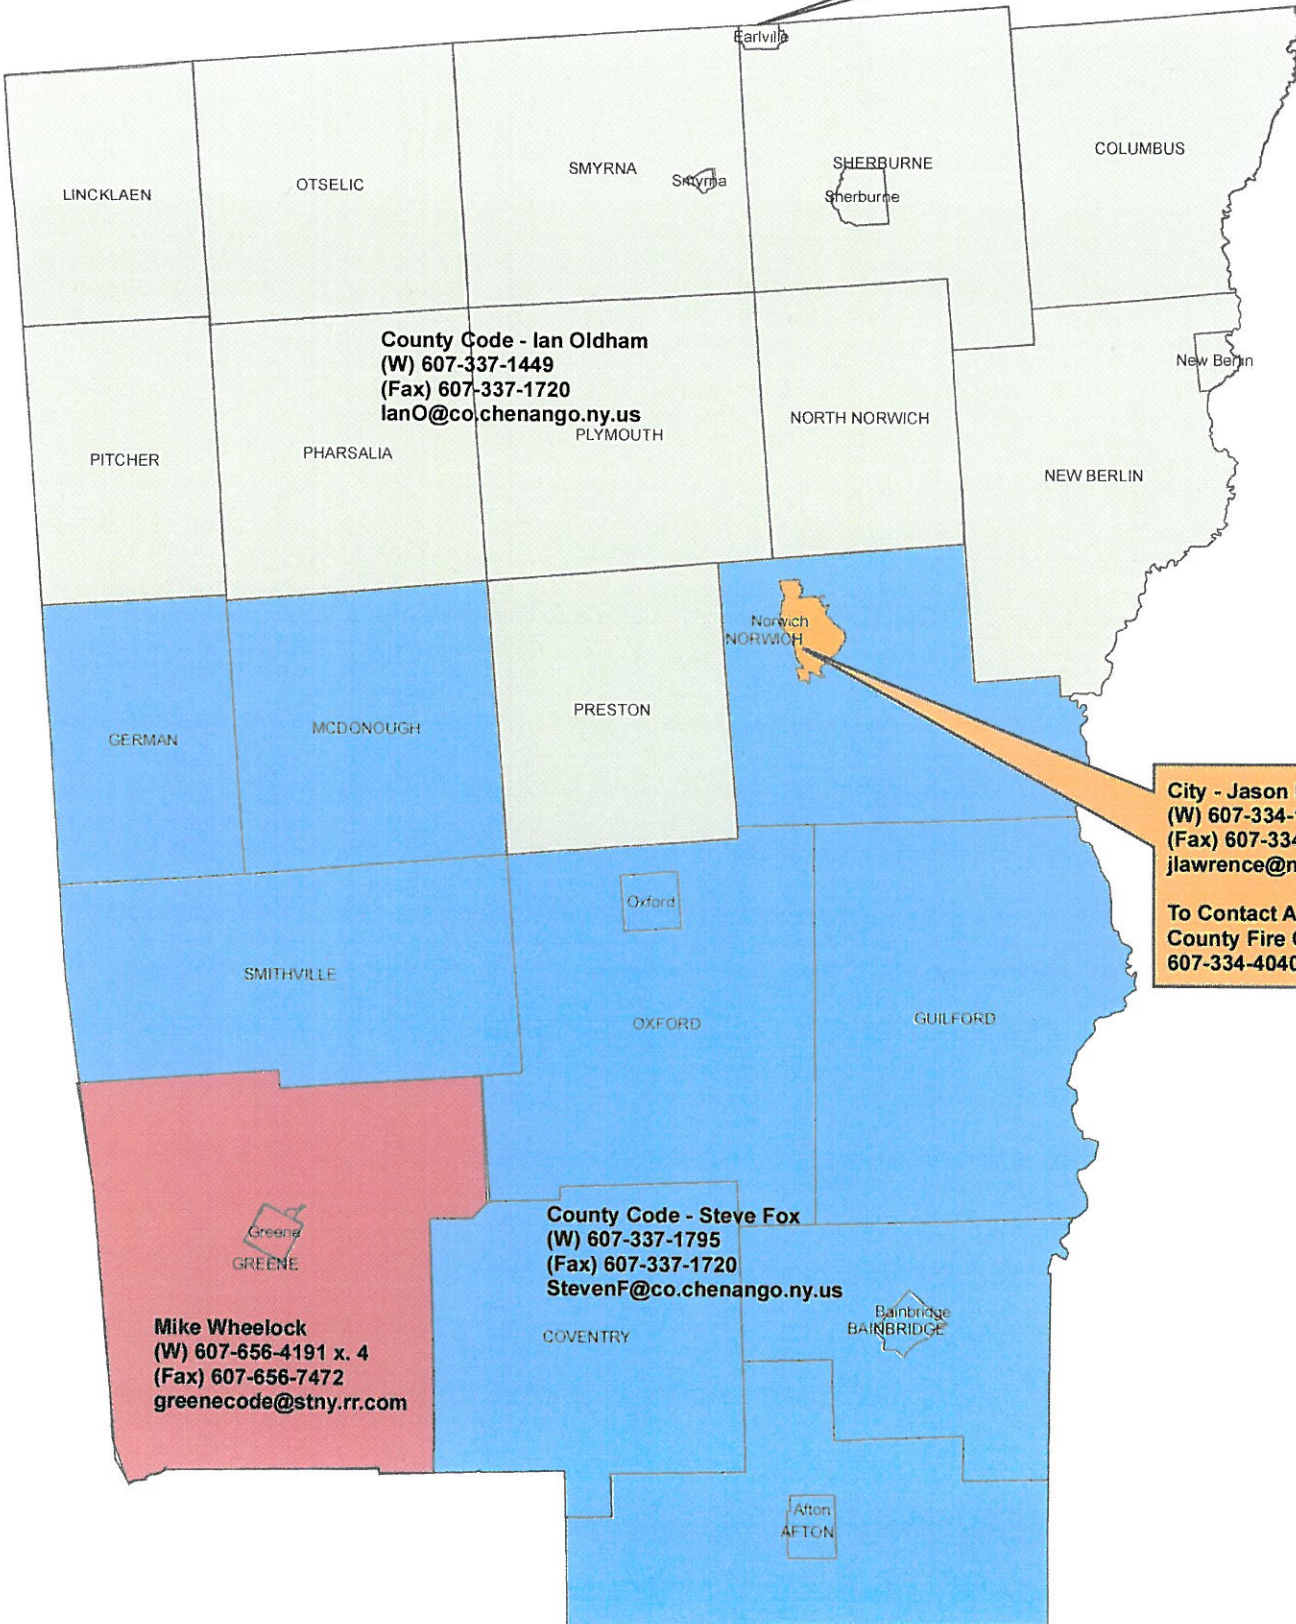 Earlville
COLUMBUS
SHERBURNE
SMYRNA
Smyrna
OTSELIC
LINCKLAEN
Sherburne
County Code - Ian Oldham
(W) 607-337-1449
(Fax) 607-337-1720
IanO@co.chenango.ny.us
New Berlin
NORTH NORWICH
PLYMOUTH
PHARSALIA
PITCHER
NEW BERLIN
Norwich
NORWICH
PRESTON
MCDONOUGH
GERMAN
City - Jason
(W) 607-334-
(Fax) 607-334
jlawrence@n
To Contact A
County Fire
607-334-4040
Oxford
SMITHVILLE
OXFORD
GUILFORD
County Code - Steve Fox
(W) 607-337-1795
(Fax) 607-337-1720
StevenF@co.chenango.ny.us
Greene
GREENE
Mike Wheelock
(W) 607-656-4191 x. 4
(Fax) 607-656-7472
greenecode@stny.rr.com
COVENTRY
Bainbridge
BAINBRIDGE
Afton
AFTON